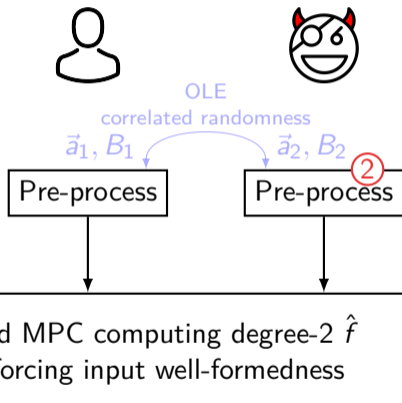 OLE
correlated randomness
a⃗₁, B₁ a⃗₂, B₂
2
Pre-process Pre-process
MPC computing degree-2 f̂
input well-formedness